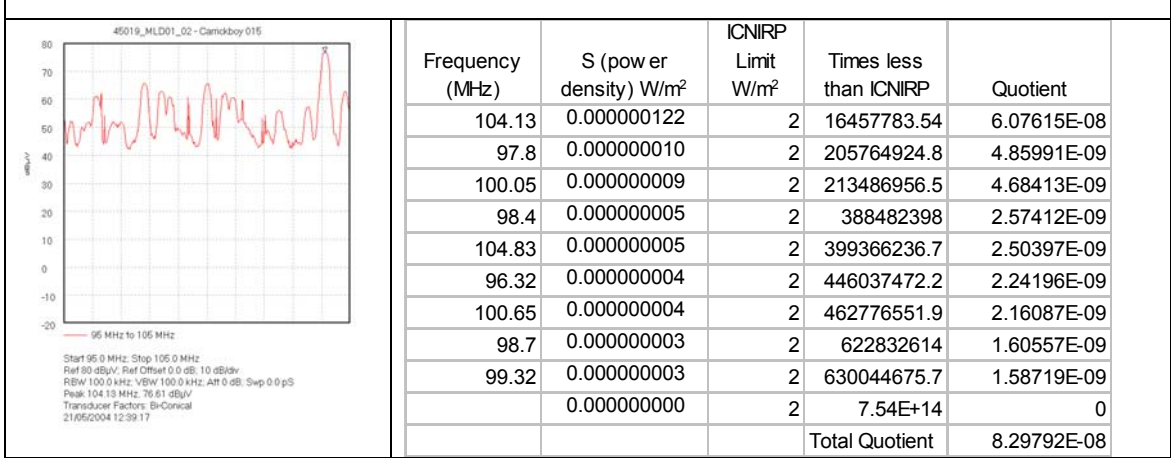 45019_MLD01_02 - Carrickboy 015
80
70
60
50
40
30
20
10
0
-10
-20
dBµV
95 MHz to 105 MHz
Start 95.0 MHz; Stop 105.0 MHz
Ref 80 dBµV; Ref Offset 0.0 dB; 10 dB/div
RBW 100.0 kHz; VBW 100.0 kHz; Att 0 dB; Swp 0.0 pS
Peak 104.13 MHz, 76.61 dBµV
Transducer Factors: Bi-Conical
21/05/2004 12:39:17
Frequency (MHz) S (power density) W/m² ICNIRP Limit W/m² Times less than ICNIRP Quotient
104.13 0.000000122 2 16457783.54 6.07615E-08
97.8 0.000000010 2 205764924.8 4.85991E-09
100.05 0.000000009 2 213486956.5 4.68413E-09
98.4 0.000000005 2 388482398 2.57412E-09
104.83 0.000000005 2 399366236.7 2.50397E-09
96.32 0.000000004 2 446037472.2 2.24196E-09
100.65 0.000000004 2 462776551.9 2.16087E-09
98.7 0.000000003 2 622832614 1.60557E-09
99.32 0.000000003 2 630044675.7 1.58719E-09
0.000000000 2 7.54E+14 0
Total Quotient 8.29792E-08